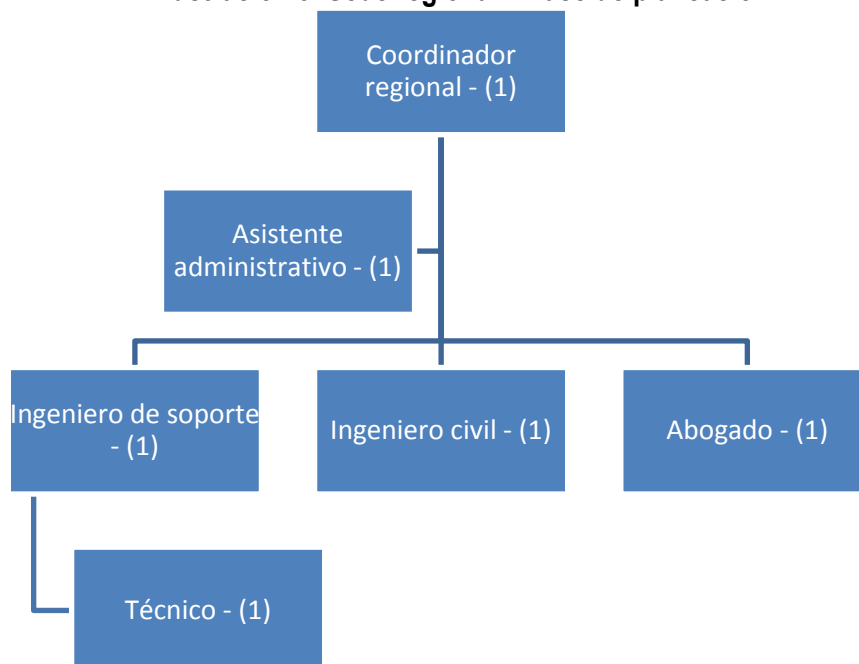 Coordinador
regional - (1)
Asistente
administrativo - (1)
Ingeniero de soporte
- (1)
Ingeniero civil - (1)
Abogado - (1)
Técnico - (1)